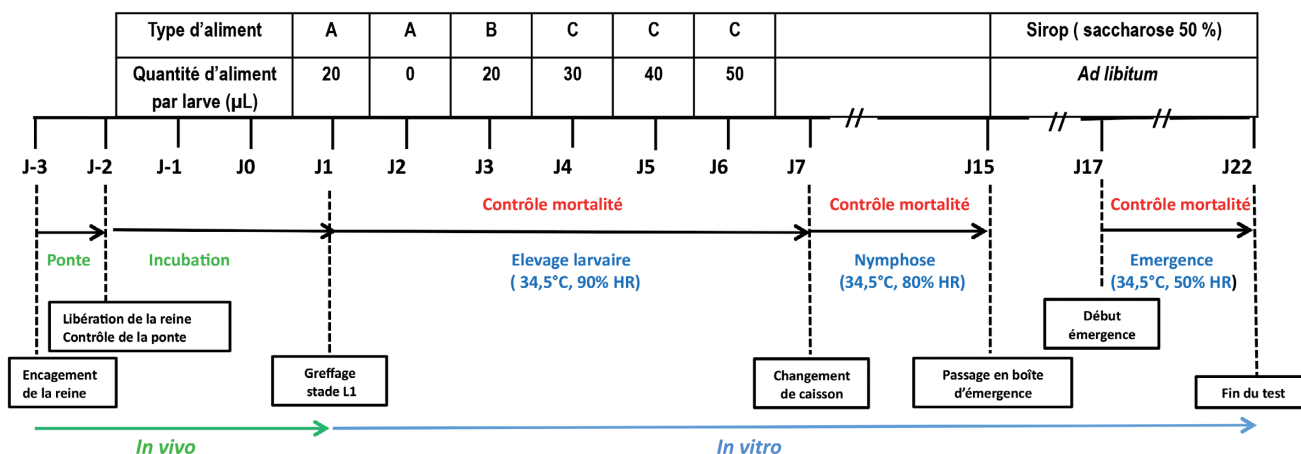 Type d'aliment A A B C C C Sirop ( saccharose 50 %)
Quantité d'aliment
par larve (µL) 20 0 20 30 40 50 Ad libitum
J-3 J-2 J-1 J0 J1 J2 J3 J4 J5 J6 J7 J15 J17 J22
Contrôle mortalité Contrôle mortalité Contrôle mortalité
Ponte Incubation Elevage larvaire Nymphose Emergence
( 34,5°C, 90% HR) (34,5°C, 80% HR) (34,5°C, 50% HR)
Libération de la reine
Contrôle de la ponte
Début
émergence
Encagement
de la reine
Greffage
stade L1
Changement
de caisson
Passage en boîte
d'émergence
Fin du test
In vivo In vitro